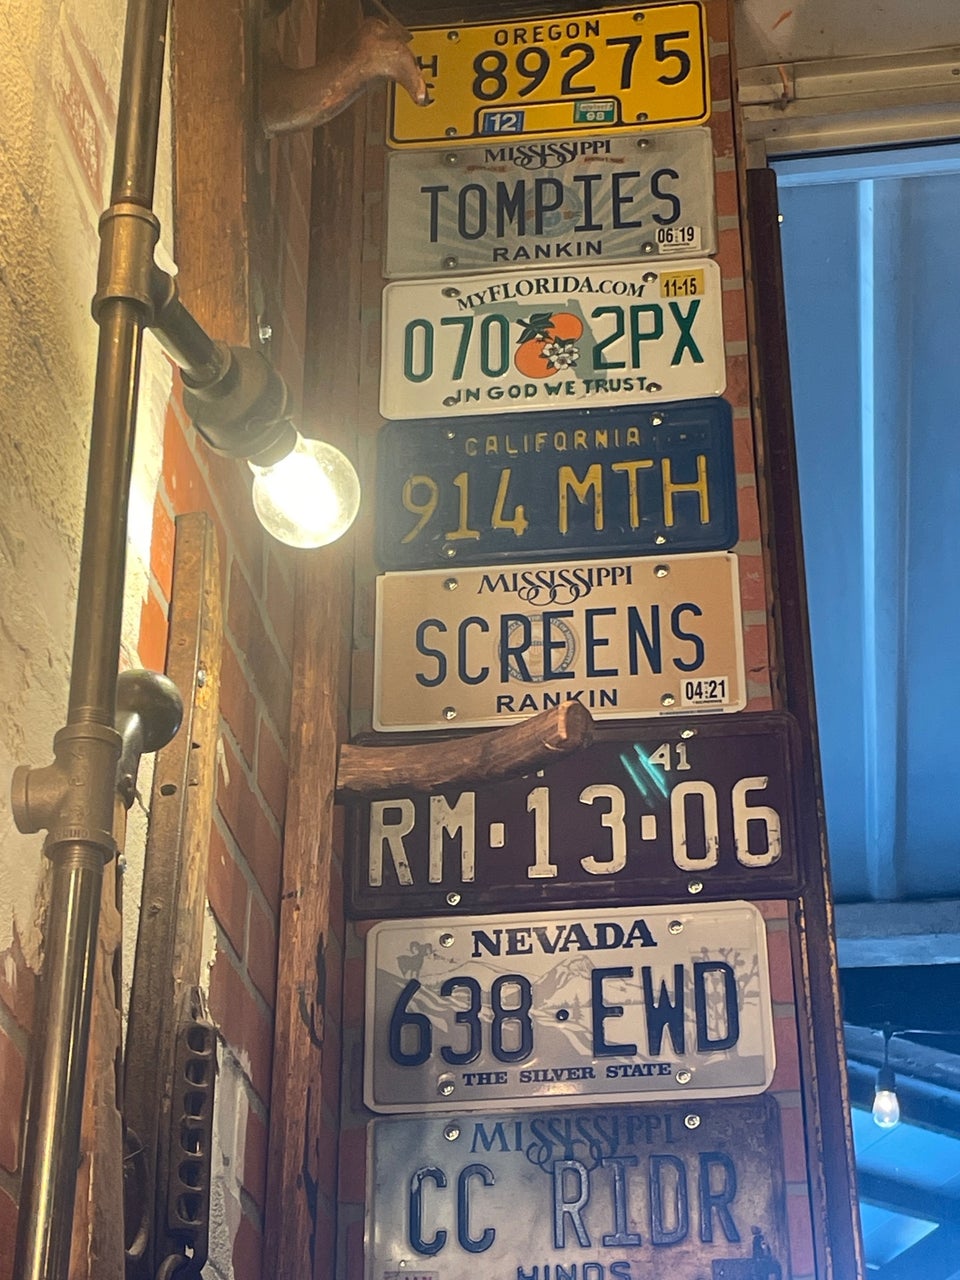 OREGON
H 89275
12 98
MISSISSIPPI
TOMPIES
06 19
RANKIN
MYFLORIDA.COM 11-15
070 2PX
IN GOD WE TRUST
CALIFORNIA
914 MTH
MISSISSIPPI
SCREENS
04 21
RANKIN
41
RM·13·06
NEVADA
638·EWD
THE SILVER STATE
MISSISSIPPI
CC RIDR
HINDS